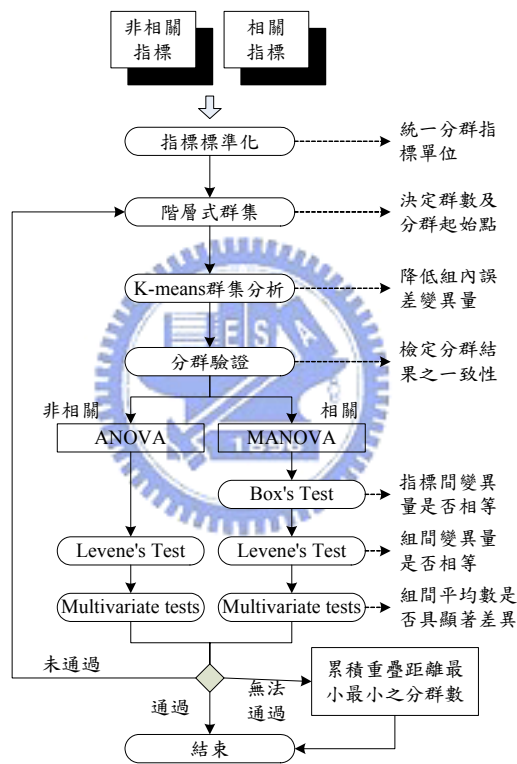 非相關
指標
相關
指標
指標標準化
統一分群指
標單位
階層式群集
決定群數及
分群起始點
K-means群集分析
降低組內誤
差變異量
ESA
分群驗證
檢定分群結
果之一致性
非相關
相關
ANOVA
MANOVA
1896
Box's Test
指標間變異
量是否相等
Levene's Test
Levene's Test
組間變異量
是否相等
Multivariate tests
Multivariate tests
組間平均數是
否具顯著差異
未通過
通過
無法
通過
累積重疊距離最
小最小之分群數
結束